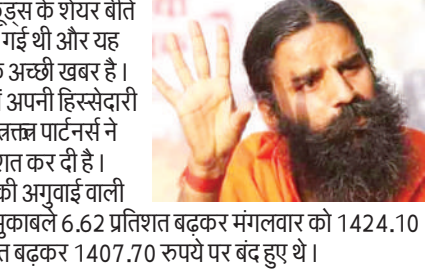 ूड्स के शेयर बीते
गई थी और यह
अच्छी खबर है।
अपनी हिस्सेदारी
पार्टनर्स ने
शत कर दी है।
की अगुवाई वाली
मुकाबले 6.62 प्रतिशत बढ़कर मंगलवार को 1424.10
त बढ़कर 1407.70 रुपये पर बंद हुए थे।